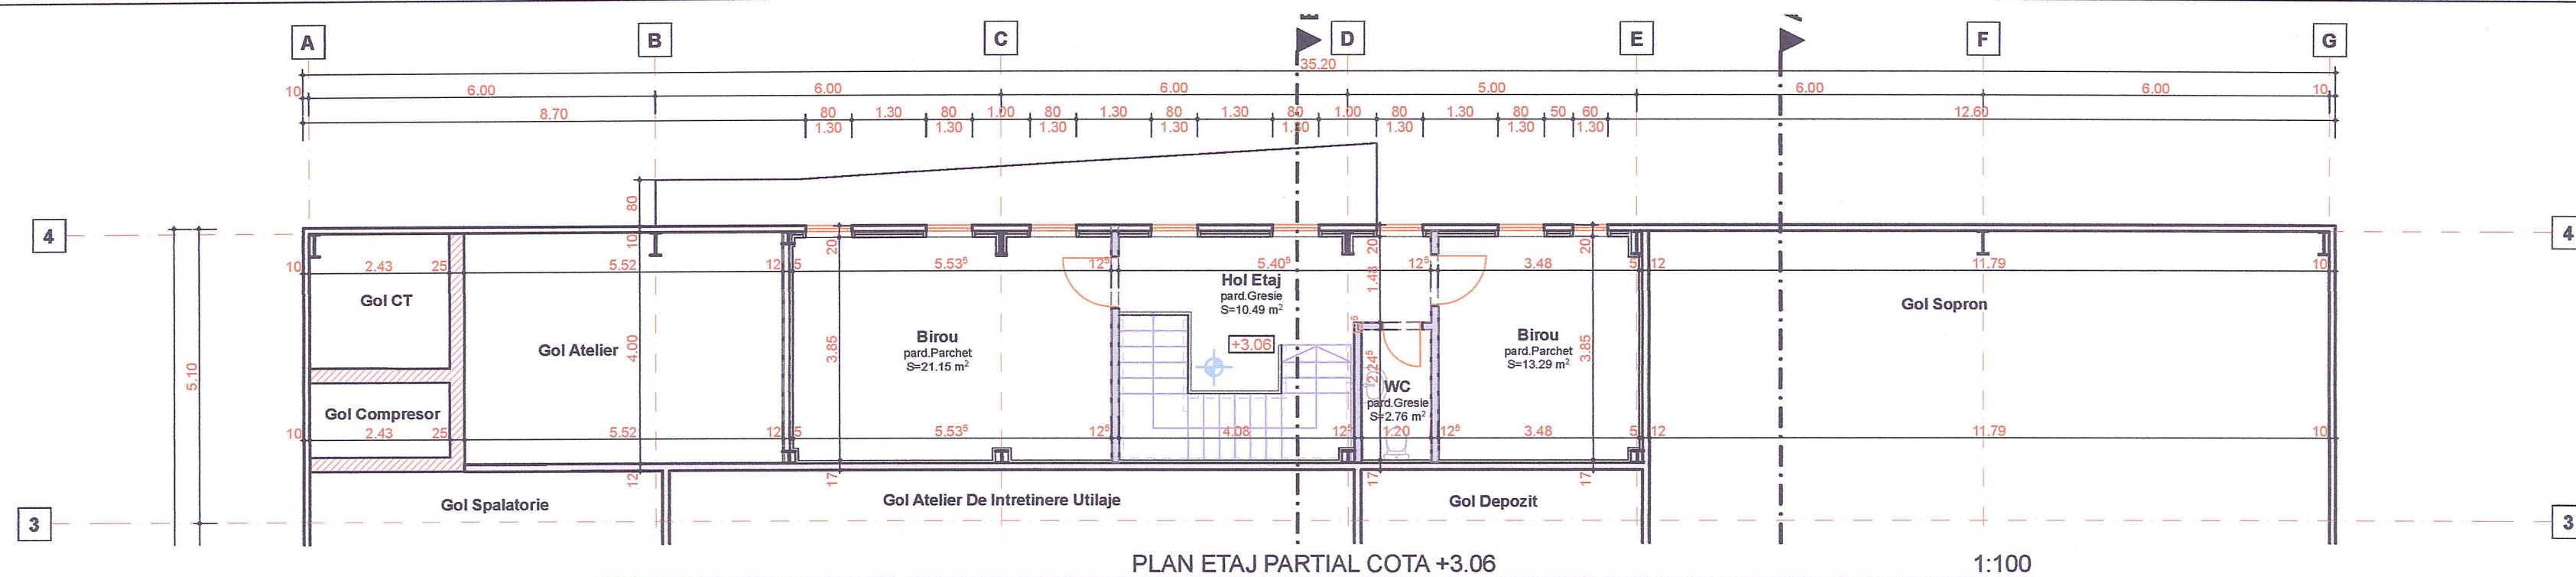 A B C D E F G
35.20
10 6.00 6.00 6.00 5.00 6.00 6.00 10
8.70 80 1.30 80 1.00 80 1.30 80 1.30 80 1.00 80 1.30 80 50 60 12.60
1.30 1.30 1.30 1.30 1.30 1.30 1.30 1.30
80
4 4
10 20 20 20
10 2.43 25 5.52 12 5 5.53⁵ 12⁵ 5.40⁵ 12⁵ 3.48 5 12 11.79 10
1.48
Gol CT
Hol Etaj
pard.Gresie
S=10.49 m²
Gol Sopron
5.10
Gol Atelier
4.00
Birou
pard.Parchet
S=21.15 m²
3.85
+3.06
Birou
pard.Parchet
S=13.29 m²
3.85
2.24⁵
WC
pard.Gresie
S=2.76 m²
Gol Compresor
10 2.43 25 5.52 12 5 5.53⁵ 12⁵ 4.08 12⁵ 1.20 12⁵ 3.48 5 12 11.79 10
12 17 17 17
Gol Spalatorie
Gol Atelier De Intretinere Utilaje
Gol Depozit
3 3
PLAN ETAJ PARTIAL COTA +3.06 1:100